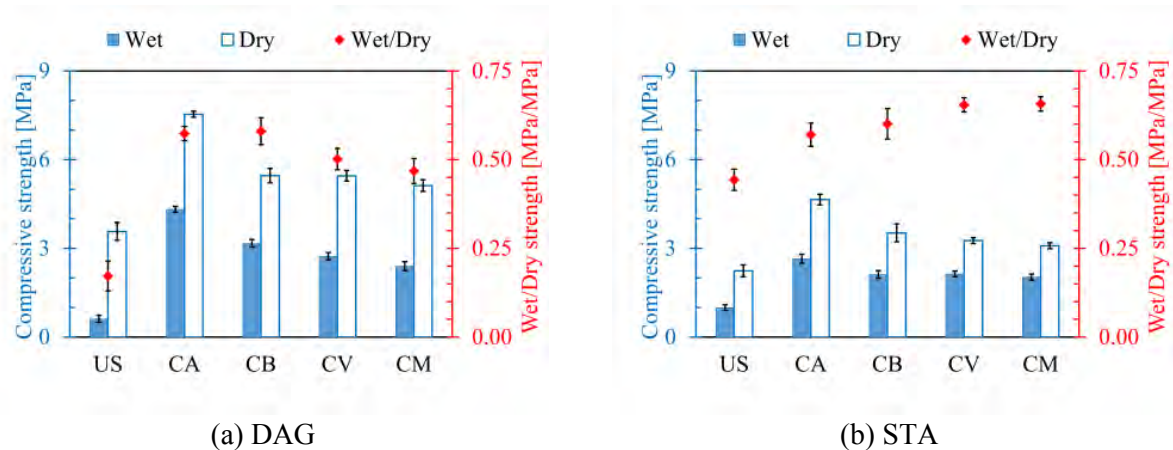 Wet Dry Wet/Dry
Compressive strength [MPa]
9
6
3
0
0.75
0.50
0.25
0.00
Wet/Dry strength [MPa/MPa]
US CA CB CV CM
(a) DAG
Wet Dry Wet/Dry
Compressive strength [MPa]
9
6
3
0
0.75
0.50
0.25
0.00
Wet/Dry strength [MPa/MPa]
US CA CB CV CM
(b) STA